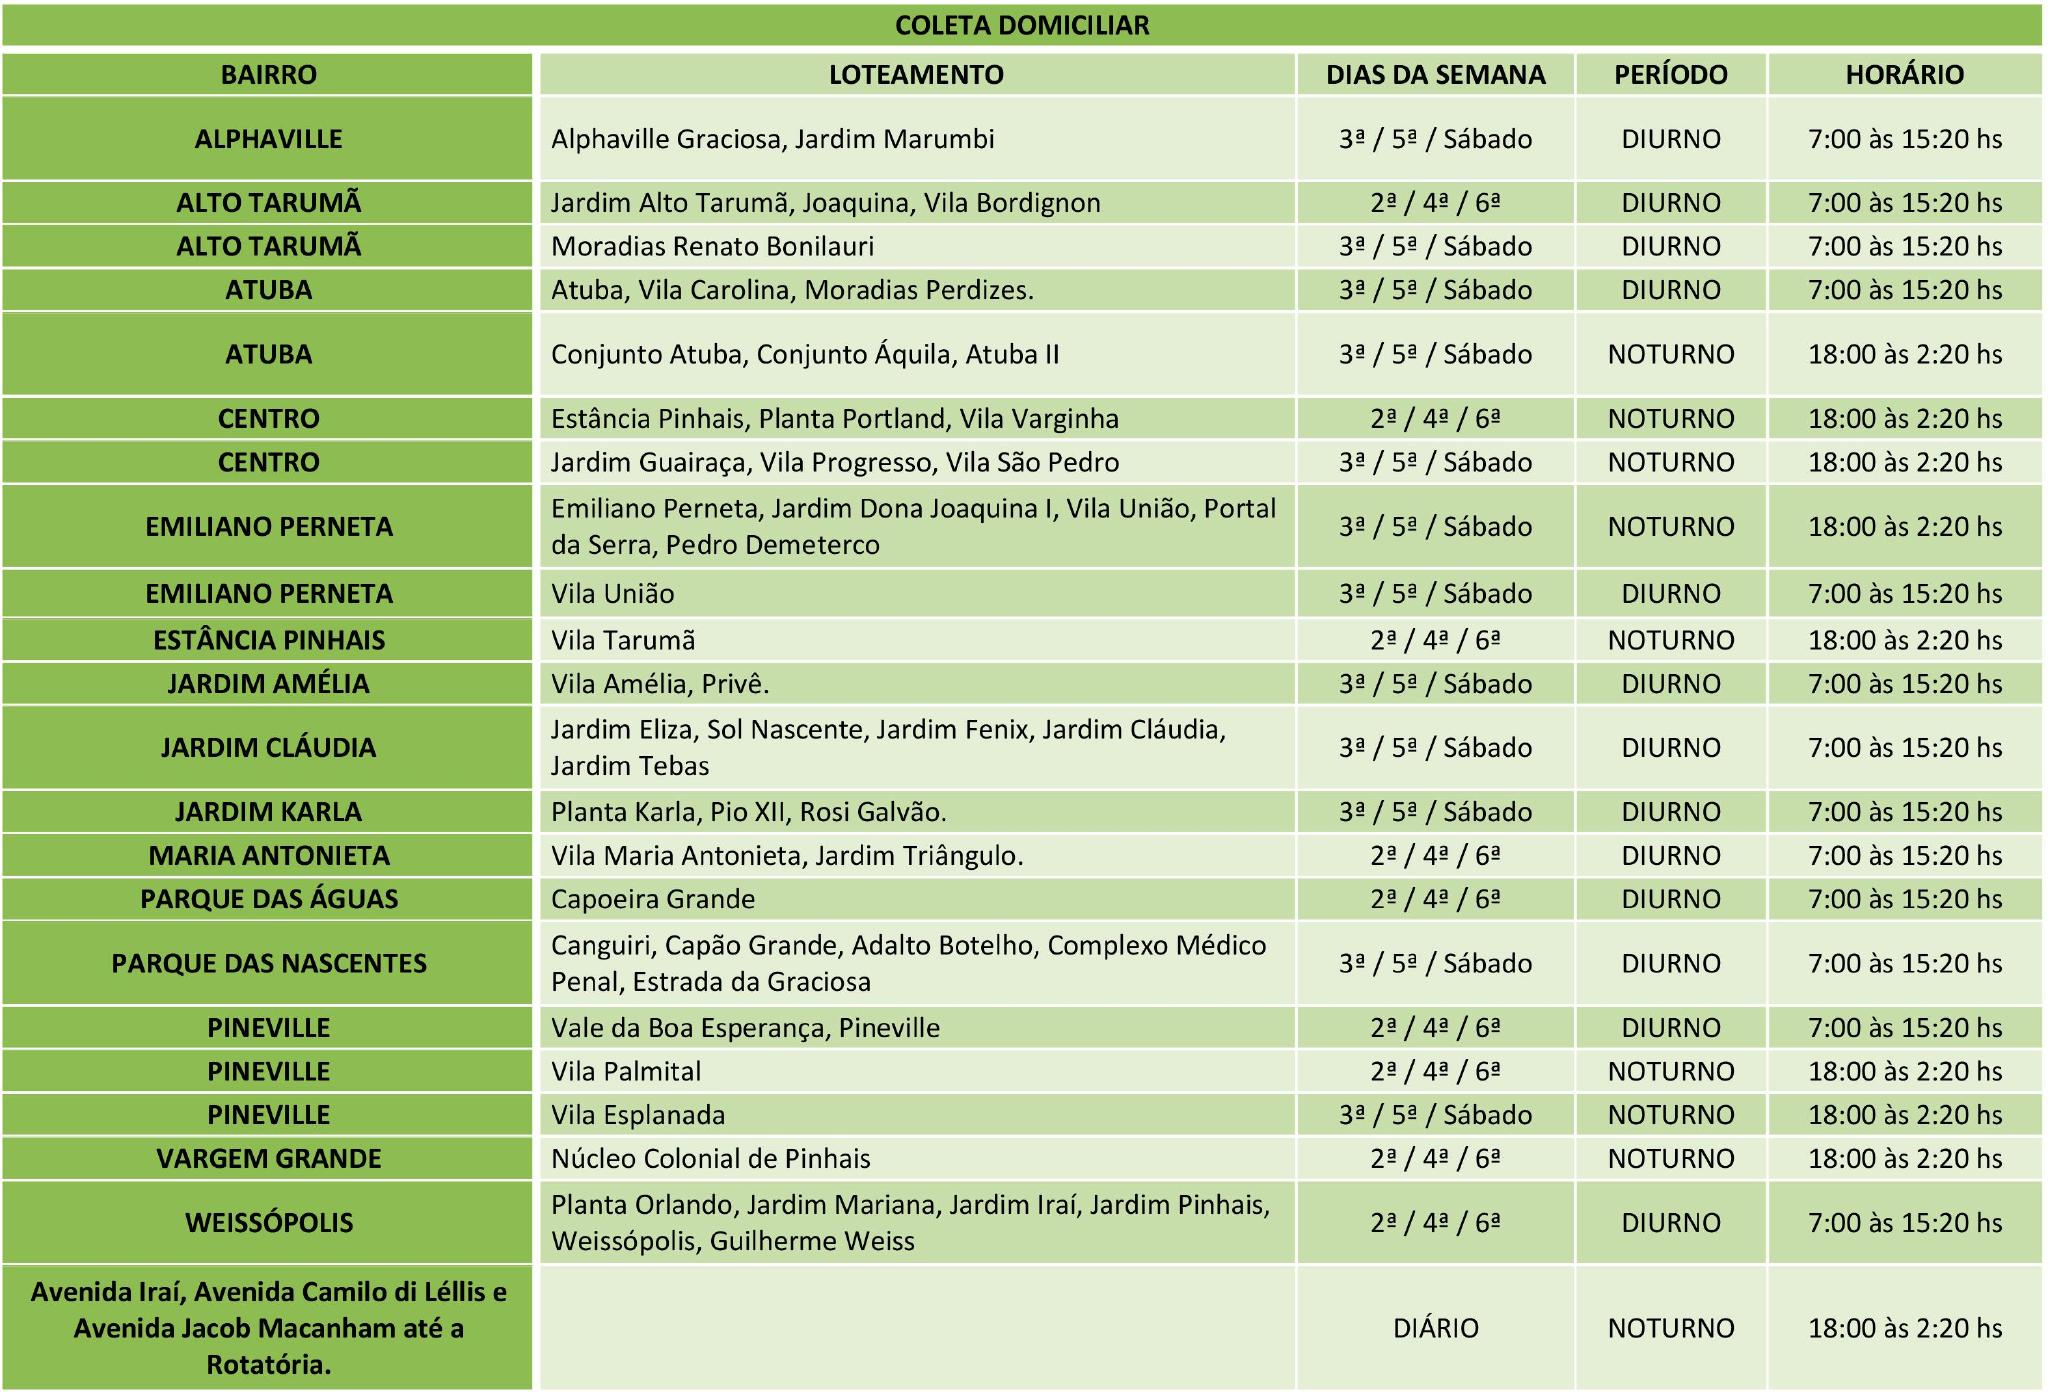 COLETA DOMICILIAR
BAIRRO LOTEAMENTO DIAS DA SEMANA PERÍODO HORÁRIO
ALPHAVILLE Alphaville Graciosa, Jardim Marumbi 3ª / 5ª / Sábado DIURNO 7:00 às 15:20 hs
ALTO TARUMÃ Jardim Alto Tarumã, Joaquina, Vila Bordignon 2ª / 4ª / 6ª DIURNO 7:00 às 15:20 hs
ALTO TARUMÃ Moradias Renato Bonilauri 3ª / 5ª / Sábado DIURNO 7:00 às 15:20 hs
ATUBA Atuba, Vila Carolina, Moradias Perdizes. 3ª / 5ª / Sábado DIURNO 7:00 às 15:20 hs
ATUBA Conjunto Atuba, Conjunto Áquila, Atuba II 3ª / 5ª / Sábado NOTURNO 18:00 às 2:20 hs
CENTRO Estância Pinhais, Planta Portland, Vila Varginha 2ª / 4ª / 6ª NOTURNO 18:00 às 2:20 hs
CENTRO Jardim Guairaça, Vila Progresso, Vila São Pedro 3ª / 5ª / Sábado NOTURNO 18:00 às 2:20 hs
EMILIANO PERNETA Emiliano Perneta, Jardim Dona Joaquina I, Vila União, Portal
da Serra, Pedro Demeterco 3ª / 5ª / Sábado NOTURNO 18:00 às 2:20 hs
EMILIANO PERNETA Vila União 3ª / 5ª / Sábado DIURNO 7:00 às 15:20 hs
ESTÂNCIA PINHAIS Vila Tarumã 2ª / 4ª / 6ª NOTURNO 18:00 às 2:20 hs
JARDIM AMÉLIA Vila Amélia, Privê. 3ª / 5ª / Sábado DIURNO 7:00 às 15:20 hs
JARDIM CLÁUDIA Jardim Eliza, Sol Nascente, Jardim Fenix, Jardim Cláudia,
Jardim Tebas 3ª / 5ª / Sábado DIURNO 7:00 às 15:20 hs
JARDIM KARLA Planta Karla, Pio XII, Rosi Galvão. 3ª / 5ª / Sábado DIURNO 7:00 às 15:20 hs
MARIA ANTONIETA Vila Maria Antonieta, Jardim Triângulo. 2ª / 4ª / 6ª DIURNO 7:00 às 15:20 hs
PARQUE DAS ÁGUAS Capoeira Grande 2ª / 4ª / 6ª DIURNO 7:00 às 15:20 hs
PARQUE DAS NASCENTES Canguiri, Capão Grande, Adalto Botelho, Complexo Médico
Penal, Estrada da Graciosa 3ª / 5ª / Sábado DIURNO 7:00 às 15:20 hs
PINEVILLE Vale da Boa Esperança, Pineville 2ª / 4ª / 6ª DIURNO 7:00 às 15:20 hs
PINEVILLE Vila Palmital 2ª / 4ª / 6ª NOTURNO 18:00 às 2:20 hs
PINEVILLE Vila Esplanada 3ª / 5ª / Sábado NOTURNO 18:00 às 2:20 hs
VARGEM GRANDE Núcleo Colonial de Pinhais 2ª / 4ª / 6ª NOTURNO 18:00 às 2:20 hs
WEISSÓPOLIS Planta Orlando, Jardim Mariana, Jardim Iraí, Jardim Pinhais,
Weissópolis, Guilherme Weiss 2ª / 4ª / 6ª DIURNO 7:00 às 15:20 hs
Avenida Iraí, Avenida Camilo di Léllis e
Avenida Jacob Macanham até a
Rotatória. DIÁRIO NOTURNO 18:00 às 2:20 hs